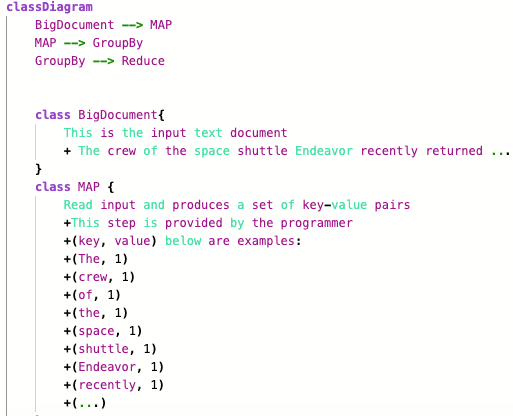 classDiagram
BigDocument --> MAP
MAP --> GroupBy
GroupBy --> Reduce
class BigDocument{
This is the input text document
+ The crew of the space shuttle Endeavor recently returned ...
}
class MAP {
Read input and produces a set of key-value pairs
+This step is provided by the programmer
+(key, value) below are examples:
+(The, 1)
+(crew, 1)
+(of, 1)
+(the, 1)
+(space, 1)
+(shuttle, 1)
+(Endeavor, 1)
+(recently, 1)
+(...)